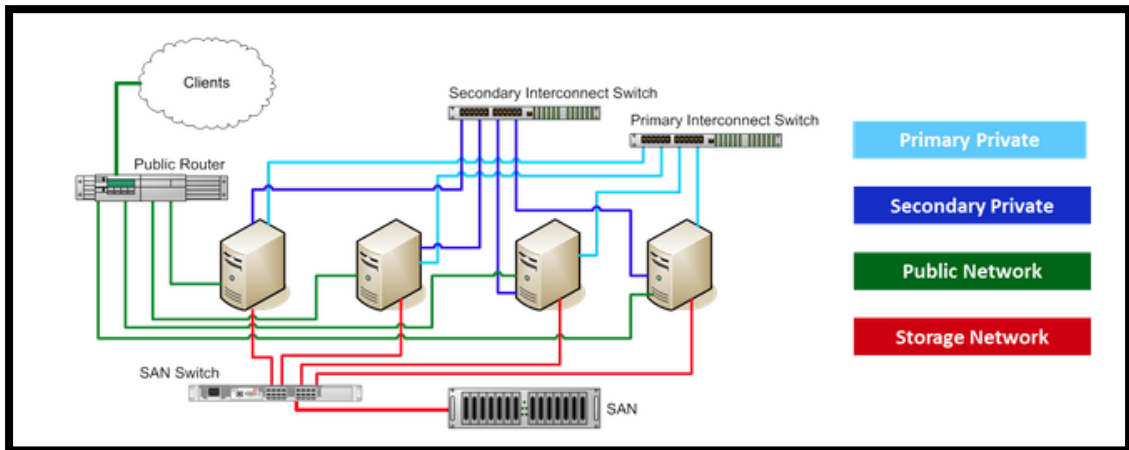 Clients
Secondary Interconnect Switch
Primary Interconnect Switch
Public Router
SAN Switch
SAN
Primary Private
Secondary Private
Public Network
Storage Network